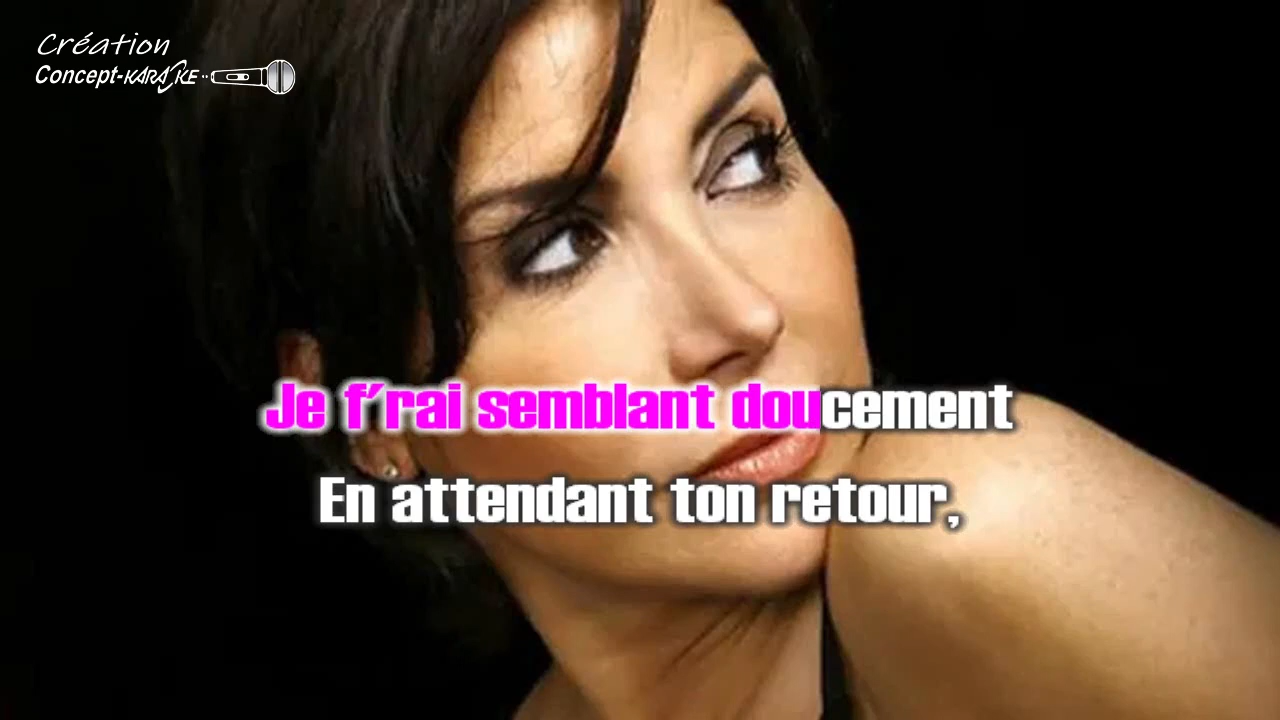 Création
Concept-KARAOKE
Je f'rai semblant doucement
En attendant ton retour,